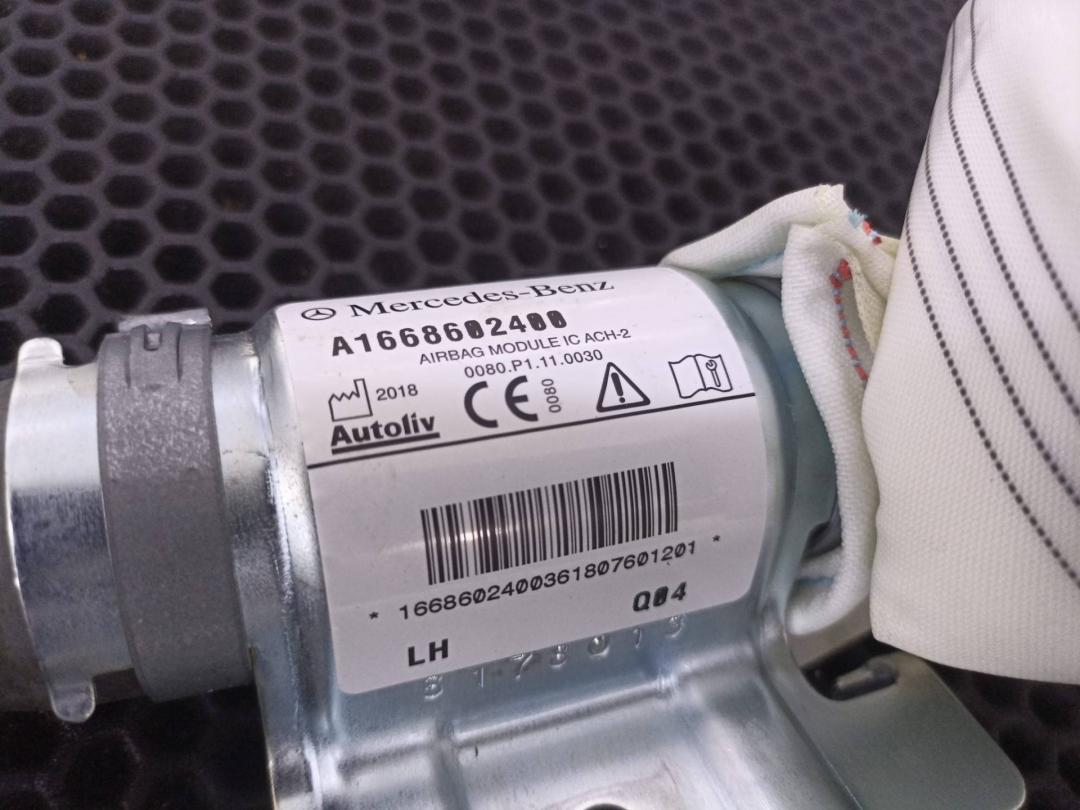 Mercedes-Benz
A1668602400
AIRBAG MODULE IC ACH-2
0080.P1.11.0030
2018
CE
0080
Autoliv
* 1668602400361807601201 *
Q04
LH